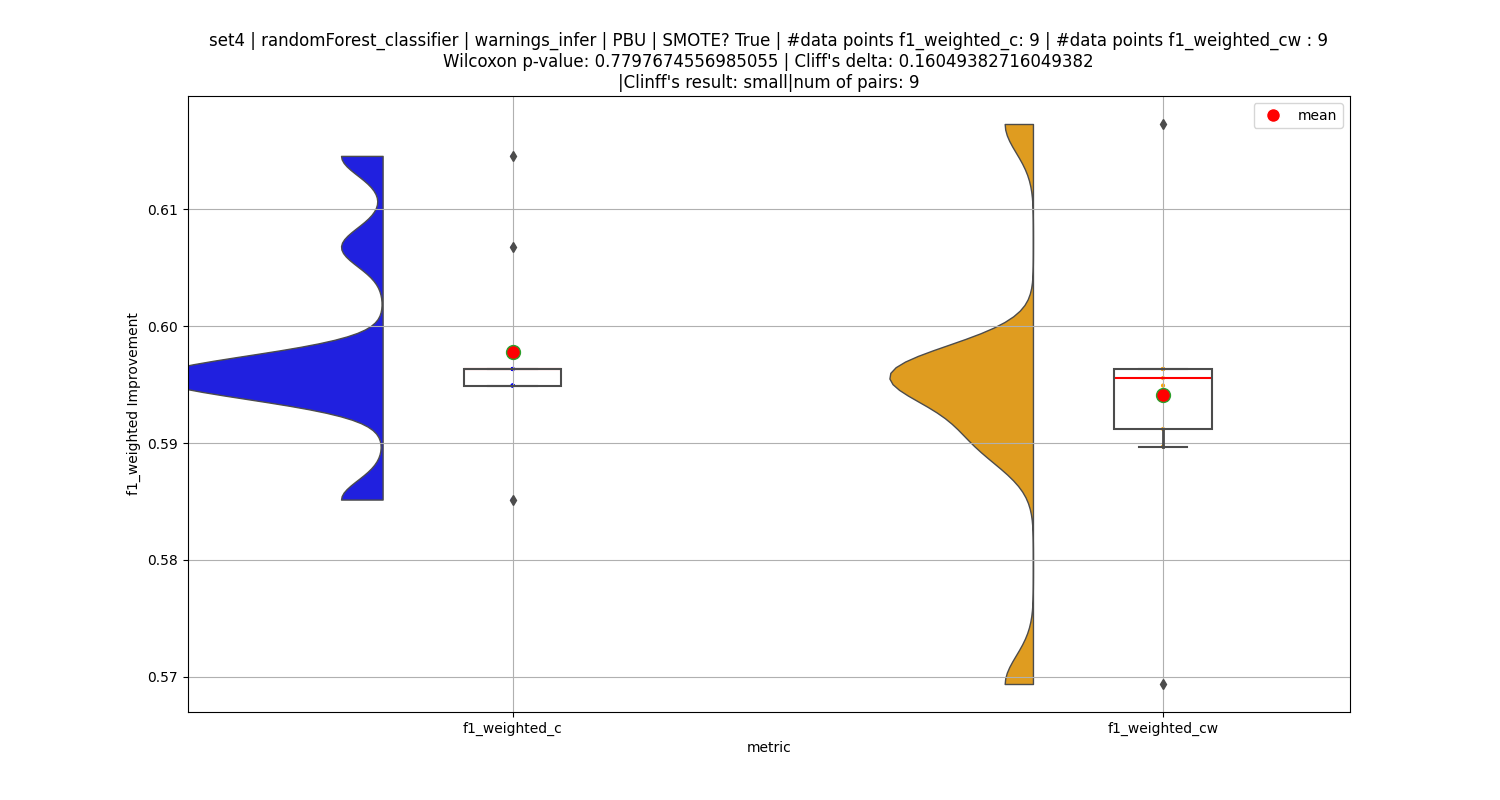 set4 | randomForest_classifier | warnings_infer | PBU | SMOTE? True | #data points f1_weighted_c: 9 | #data points f1_weighted_cw : 9
Wilcoxon p-value: 0.7797674556985055 | Cliff's delta: 0.16049382716049382
|Clinff's result: small|num of pairs: 9
mean
f1_weighted Improvement
0.61
0.60
0.59
0.58
0.57
f1_weighted_c
f1_weighted_cw
metric